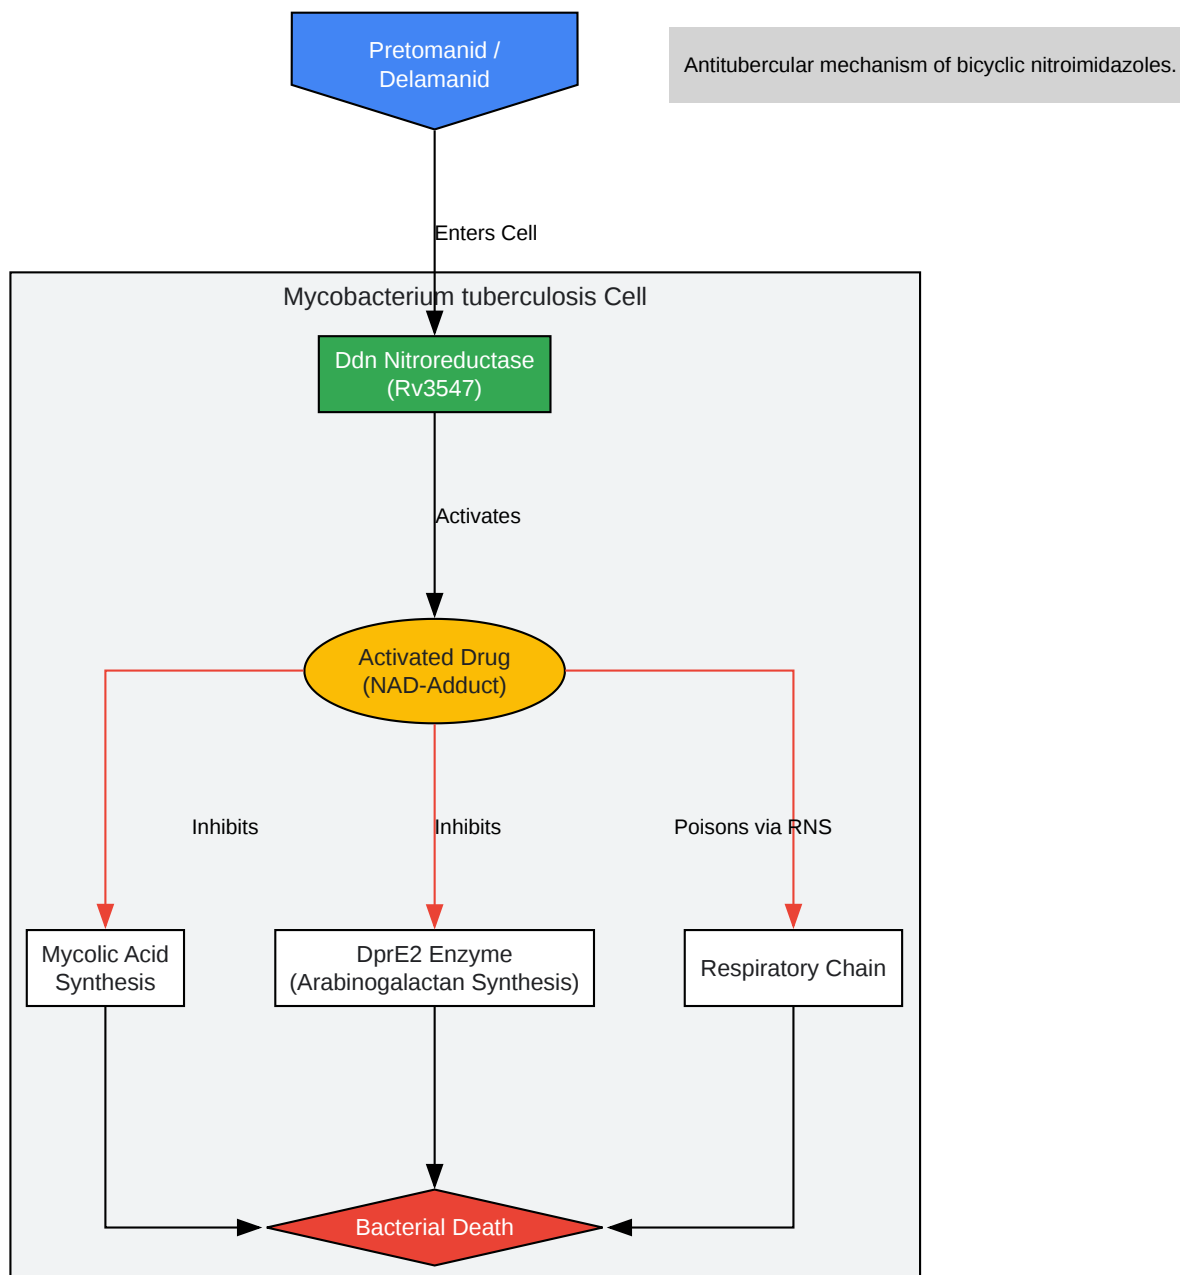 Pretomanid /
Delamanid
Antitubercular mechanism of bicyclic nitroimidazoles.
Enters Cell
Mycobacterium tuberculosis Cell
Ddn Nitroreductase
(Rv3547)
Activates
Activated Drug
(NAD-Adduct)
Inhibits
Inhibits
Poisons via RNS
Mycolic Acid
Synthesis
DprE2 Enzyme
(Arabinogalactan Synthesis)
Respiratory Chain
Bacterial Death